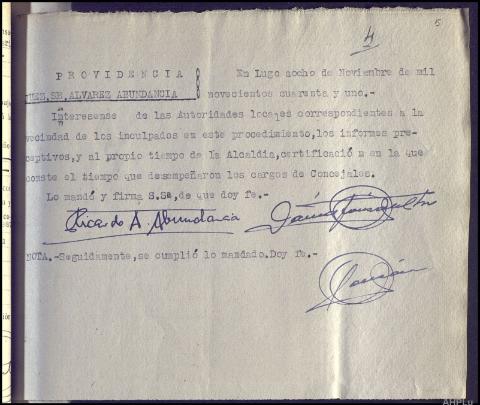 4
5
PROVIDENCIA
JUEZ,SR,ALVAREZ ABUNDANCIA
En Lugo aocho de Noviembre de mil
novecientos cuarenta y uno.-
Interesense de las Autoridades locales correspondientes a la
vecindad de los inculpados en este procedimiento,los informes pre-
ceptivos,y al propio tiempo de la Alcaldia,certificació n en la que
conste el tiempo que desempeñaron los cargos de Concejales.
Lo mandó y firma S.Sª,de que doy fe.-
Ricardo A. Abundancia
NOTA.-Seguidamente,se cumplió lo mandado.Doy fe.-
AHPLu